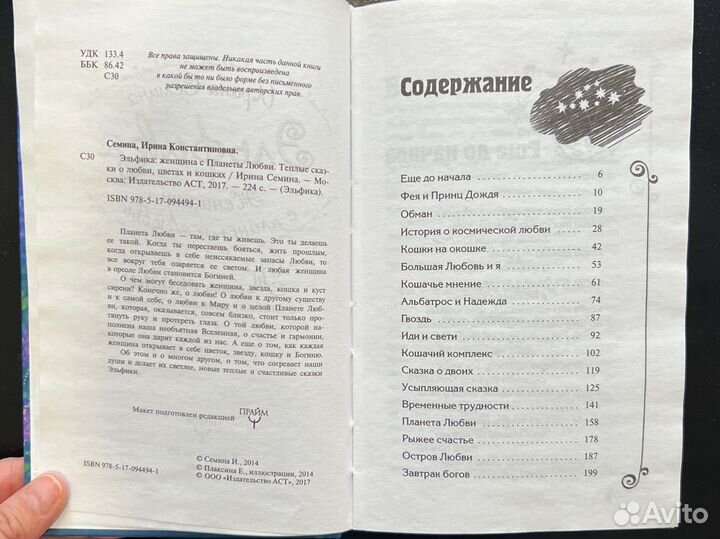 УДК 133.4
ББК 86.42
С30
Все права защищены. Никакая часть данной книги
не может быть воспроизведена
в какой бы то ни было форме без письменного
разрешения владельцев авторских прав.
Семина, Ирина Константиновна.
С30 Эльфика: женщина с Планеты Любви. Теплые сказ-
ки о любви, цветах и кошках / Ирина Семина. — Мо-
сква: Издательство АСТ, 2017. — 224 с. — (Эльфика).
ISBN 978-5-17-094494-1
Планета Любви — там, где ты живешь. Это ты делаешь
ее такой. Когда ты перестаешь бояться, жить прошлым,
когда открываешь в себе неиссякаемые запасы Любви, то
все вокруг тебя озаряется ее светом. И любая женщина
в ореоле Любви становится Богиней.
О чем могут беседовать женщина, звезда, кошка и куст
сирени? Конечно же, о любви! О любви к другому существу
и к самой себе, о любви к Миру и о целой Планете Люб-
ви, которая, оказывается, совсем близко, стоит только про-
тянуть руку и протереть глаза. О той любви, которой на-
полнена наша необъятная Вселенная, о счастье и гармонии,
которые она дарит каждой из нас. А еще о том, как каждая
женщина открывает в себе цветок, звезду, кошку и Богиню.
Об этом и о многом другом, о том, что согревает наши
души и делает их светлее, новые теплые и счастливые сказки
Эльфики.
Макет подготовлен редакцией ПРАЙМ
© Семина И., 2014
© Плаксина Е., иллюстрации, 2014
ISBN 978-5-17-094494-1 © ООО «Издательство АСТ», 2017
Содержание
Еще до начала 6
Фея и Принц Дождя 10
Обман 19
История о космической любви 28
Кошки на окошке 42
Большая Любовь и я 53
Кошачье мнение 61
Альбатрос и Надежда 74
Гвоздь 87
Иди и свети 92
Кошачий комплекс 102
Сказка о двоих 119
Усыпляющая сказка 125
Временные трудности 141
Планета Любви 158
Рыжее счастье 178
Остров Любви 187
Завтрак богов 199
Avito